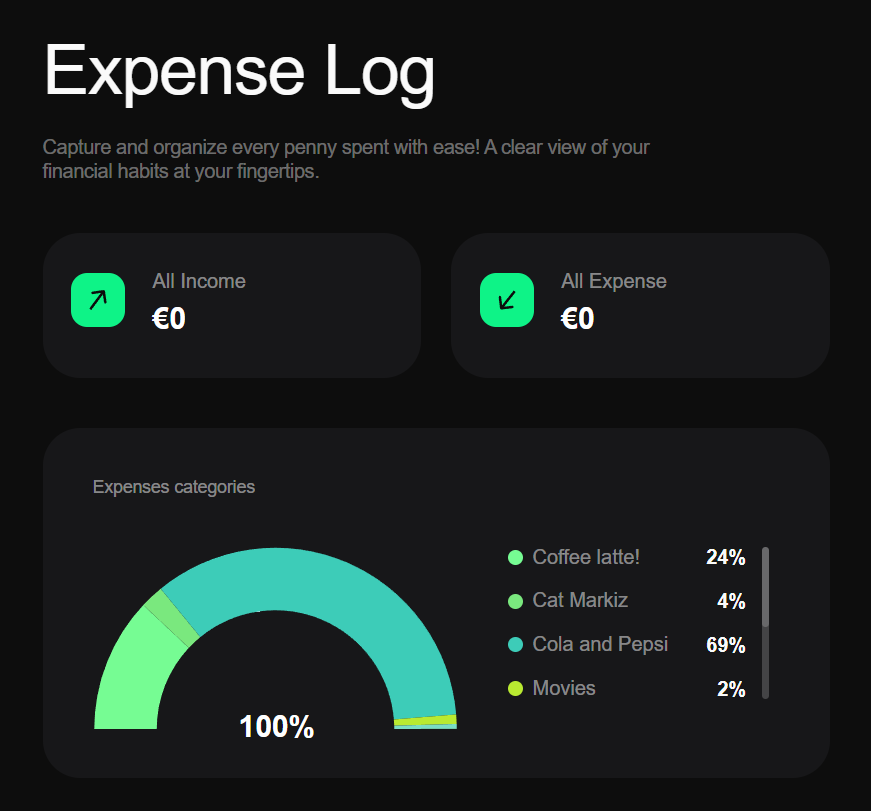 Expense Log
Capture and organize every penny spent with ease! A clear view of your
financial habits at your fingertips.
All Income
€0
All Expense
€0
Expenses categories
Coffee latte! 24%
Cat Markiz 4%
Cola and Pepsi 69%
Movies 2%
100%